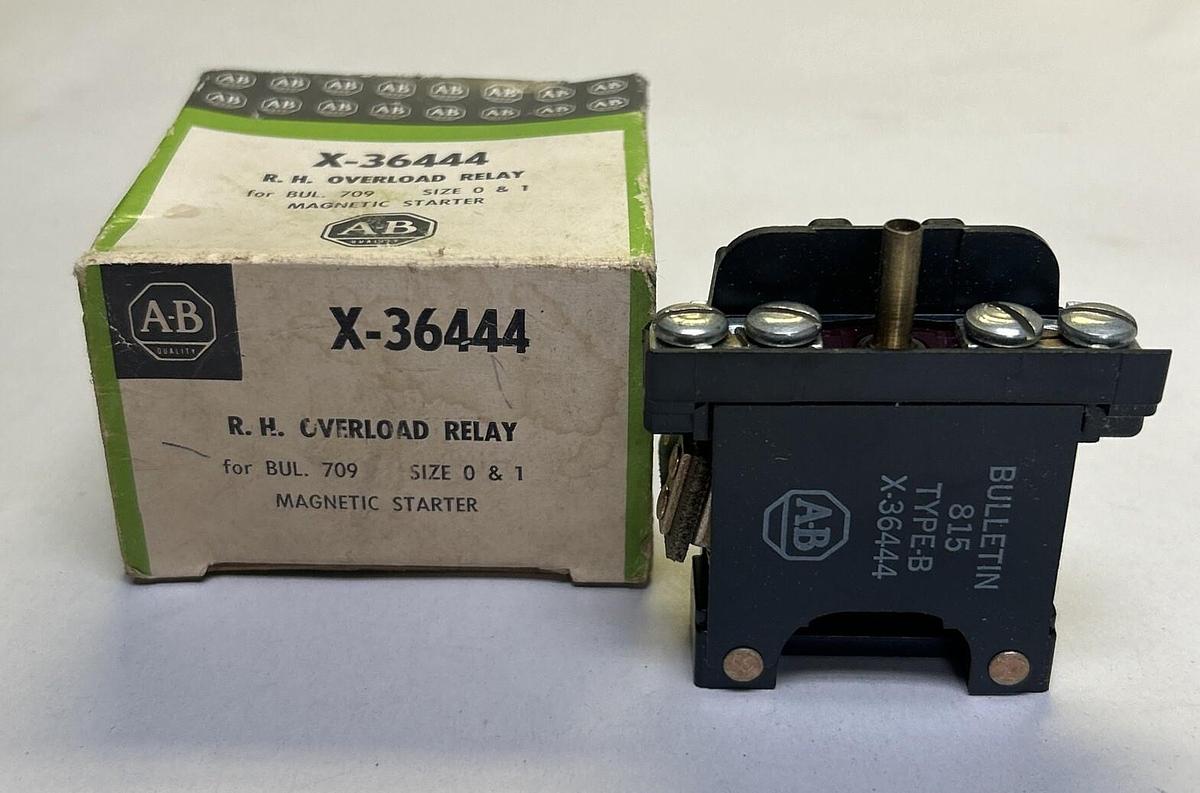 A-B A-B A-B A-B A-B A-B A-B A-B
A-B A-B A-B A-B A-B A-B A-B A-B
X-36444
R. H. OVERLOAD RELAY
for BUL. 709 SIZE 0 & 1
MAGNETIC STARTER
A-B
QUALITY
A-B
QUALITY
X-36444
R. H. OVERLOAD RELAY
for BUL. 709 SIZE 0 & 1
MAGNETIC STARTER
BULLETIN
815
TYPE-B
X-36444
A-B